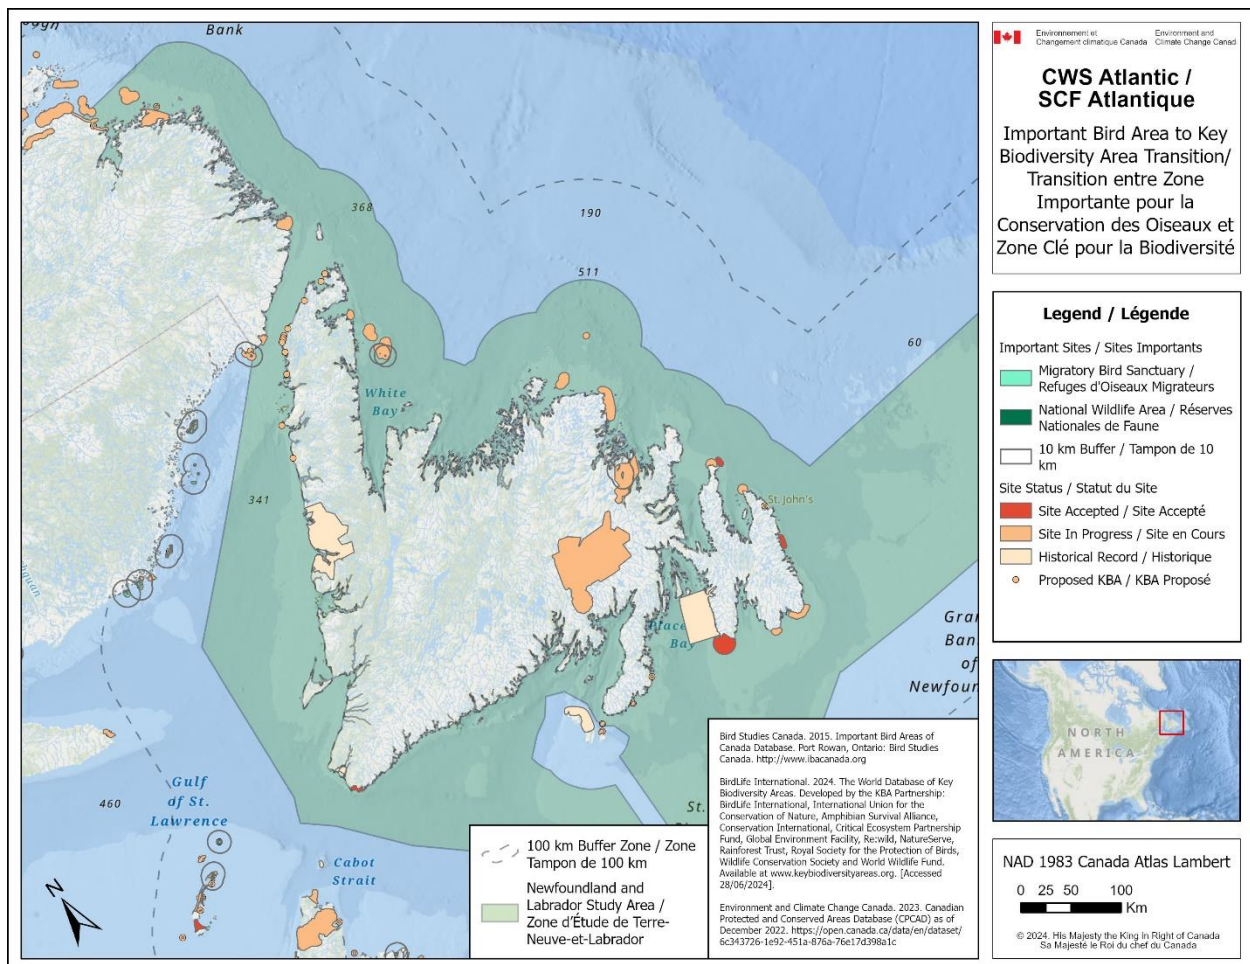 Bank
368
190
511
60
White
Bay
341
St. John's
Bay
Gulf
of St.
Lawrence
460
Cabot
Strait
of
St.
N
100 km Buffer Zone / Zone
Tampon de 100 km
Newfoundland and
Labrador Study Area /
Zone d'Étude de Terre-
Neuve-et-Labrador
Bird Studies Canada. 2015. Important Bird Areas of
Canada Database. Port Rowan, Ontario: Bird Studies
Canada. http://www.ibacanada.org
BirdLife International. 2024. The World Database of Key
Biodiversity Areas. Developed by the KBA Partnership:
BirdLife International, International Union for the
Conservation of Nature, Amphibian Survival Alliance,
Conservation International, Critical Ecosystem Partnership
Fund, Global Environment Facility, Re:wild, NatureServe,
Rainforest Trust, Royal Society for the Protection of Birds,
Wildlife Conservation Society and World Wildlife Fund.
Available at www.keybiodiversityareas.org. [Accessed
28/06/2024].
Environment and Climate Change Canada. 2023. Canadian
Protected and Conserved Areas Database (CPCAD) as of
December 2022. https://open.canada.ca/data/en/dataset/
6c343726-1e92-451a-876a-76e17d398a1c
Environnement et
Changement climatique Canada
Environment and
Climate Change Canad
CWS Atlantic /
SCF Atlantique
Important Bird Area to Key
Biodiversity Area Transition/
Transition entre Zone
Importante pour la
Conservation des Oiseaux et
Zone Clé pour la Biodiversité
Legend / Légende
Important Sites / Sites Importants
Migratory Bird Sanctuary /
Refuges d'Oiseaux Migrateurs
National Wildlife Area / Réserves
Nationales de Faune
10 km Buffer / Tampon de 10
km
Site Status / Statut du Site
Site Accepted / Site Accepté
Site In Progress / Site en Cours
Historical Record / Historique
Proposed KBA / KBA Proposé
NORTH
AMERICA
NAD 1983 Canada Atlas Lambert
0 25 50 100
Km
© 2024. His Majesty the King in Right of Canada
Sa Majesté le Roi du chef du Canada